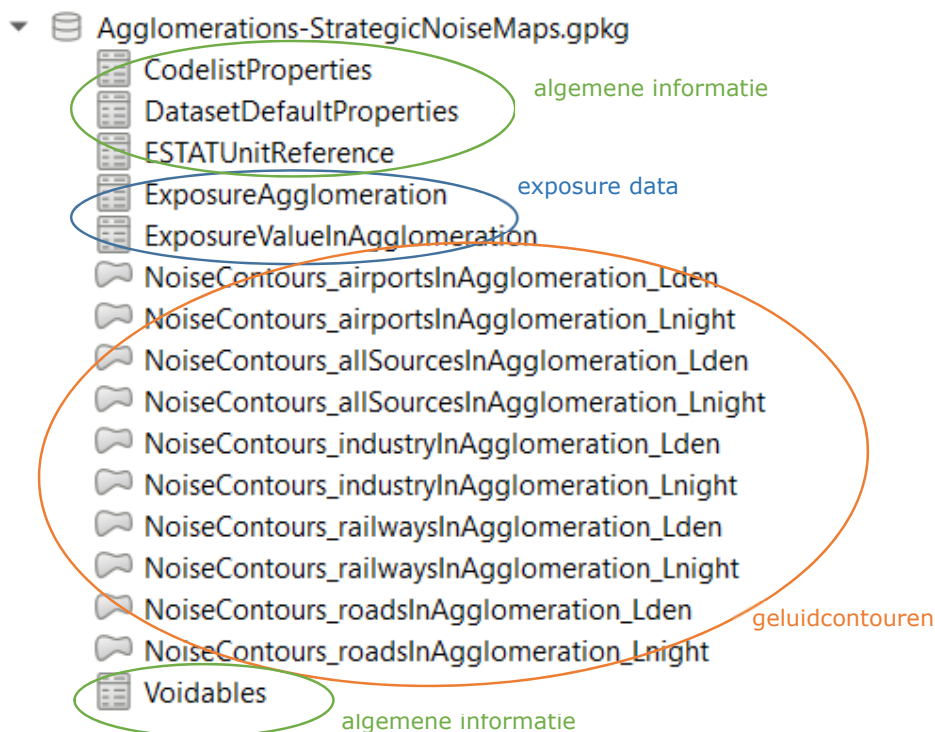 Agglomerations-StrategicNoiseMaps.gpkg
CodelistProperties
algemene informatie
DatasetDefaultProperties
ESTATUnitReference
ExposureAgglomeration
exposure data
ExposureValueInAgglomeration
NoiseContours_airportsInAgglomeration_Lden
NoiseContours_airportsInAgglomeration_Lnight
NoiseContours_allSourcesInAgglomeration_Lden
NoiseContours_allSourcesInAgglomeration_Lnight
NoiseContours_industryInAgglomeration_Lden
NoiseContours_industryInAgglomeration_Lnight
NoiseContours_railwaysInAgglomeration_Lden
NoiseContours_railwaysInAgglomeration_Lnight
NoiseContours_roadsInAgglomeration_Lden
geluidcontouren
NoiseContours_roadsInAgglomeration_Lnight
Voidables
algemene informatie